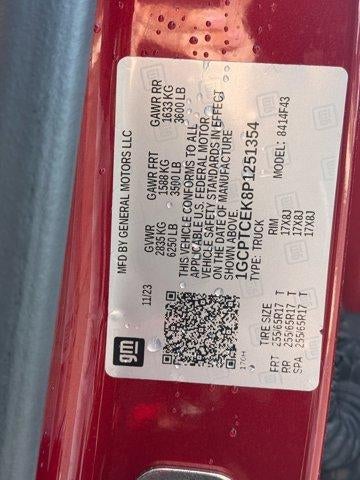 MFD BY GENERAL MOTORS LLC
11/23
GVWR GAWR FRT GAWR RR
2835 KG 1588 KG 1633 KG
6250 LB 3500 LB 3600 LB
THIS VEHICLE CONFORMS TO ALL
APPLICABLE U.S. FEDERAL MOTOR
VEHICLE SAFETY STANDARDS IN EFFECT
ON THE DATE OF MANUFACTURE
SHOWN ABOVE.
1GCPTCEK8P1251354
TYPE: TRUCK MODEL: 8414F43
gm
170H
TIRE SIZE RIM
FRT 255/65R17 T 17X8J
RR 255/65R17 T 17X8J
SPA 255/65R17 T 17X8J